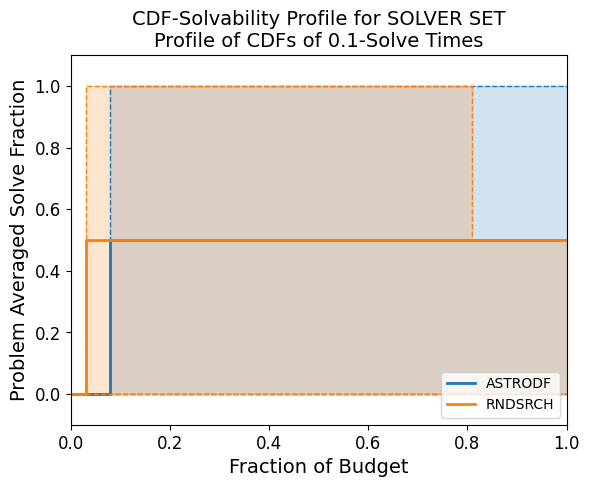 CDF-Solvability Profile for SOLVER SET
Profile of CDFs of 0.1-Solve Times
Problem Averaged Solve Fraction
1.0
0.8
0.6
0.4
0.2
0.0
0.0 0.2 0.4 0.6 0.8 1.0
Fraction of Budget
ASTRODF
RNDSRCH